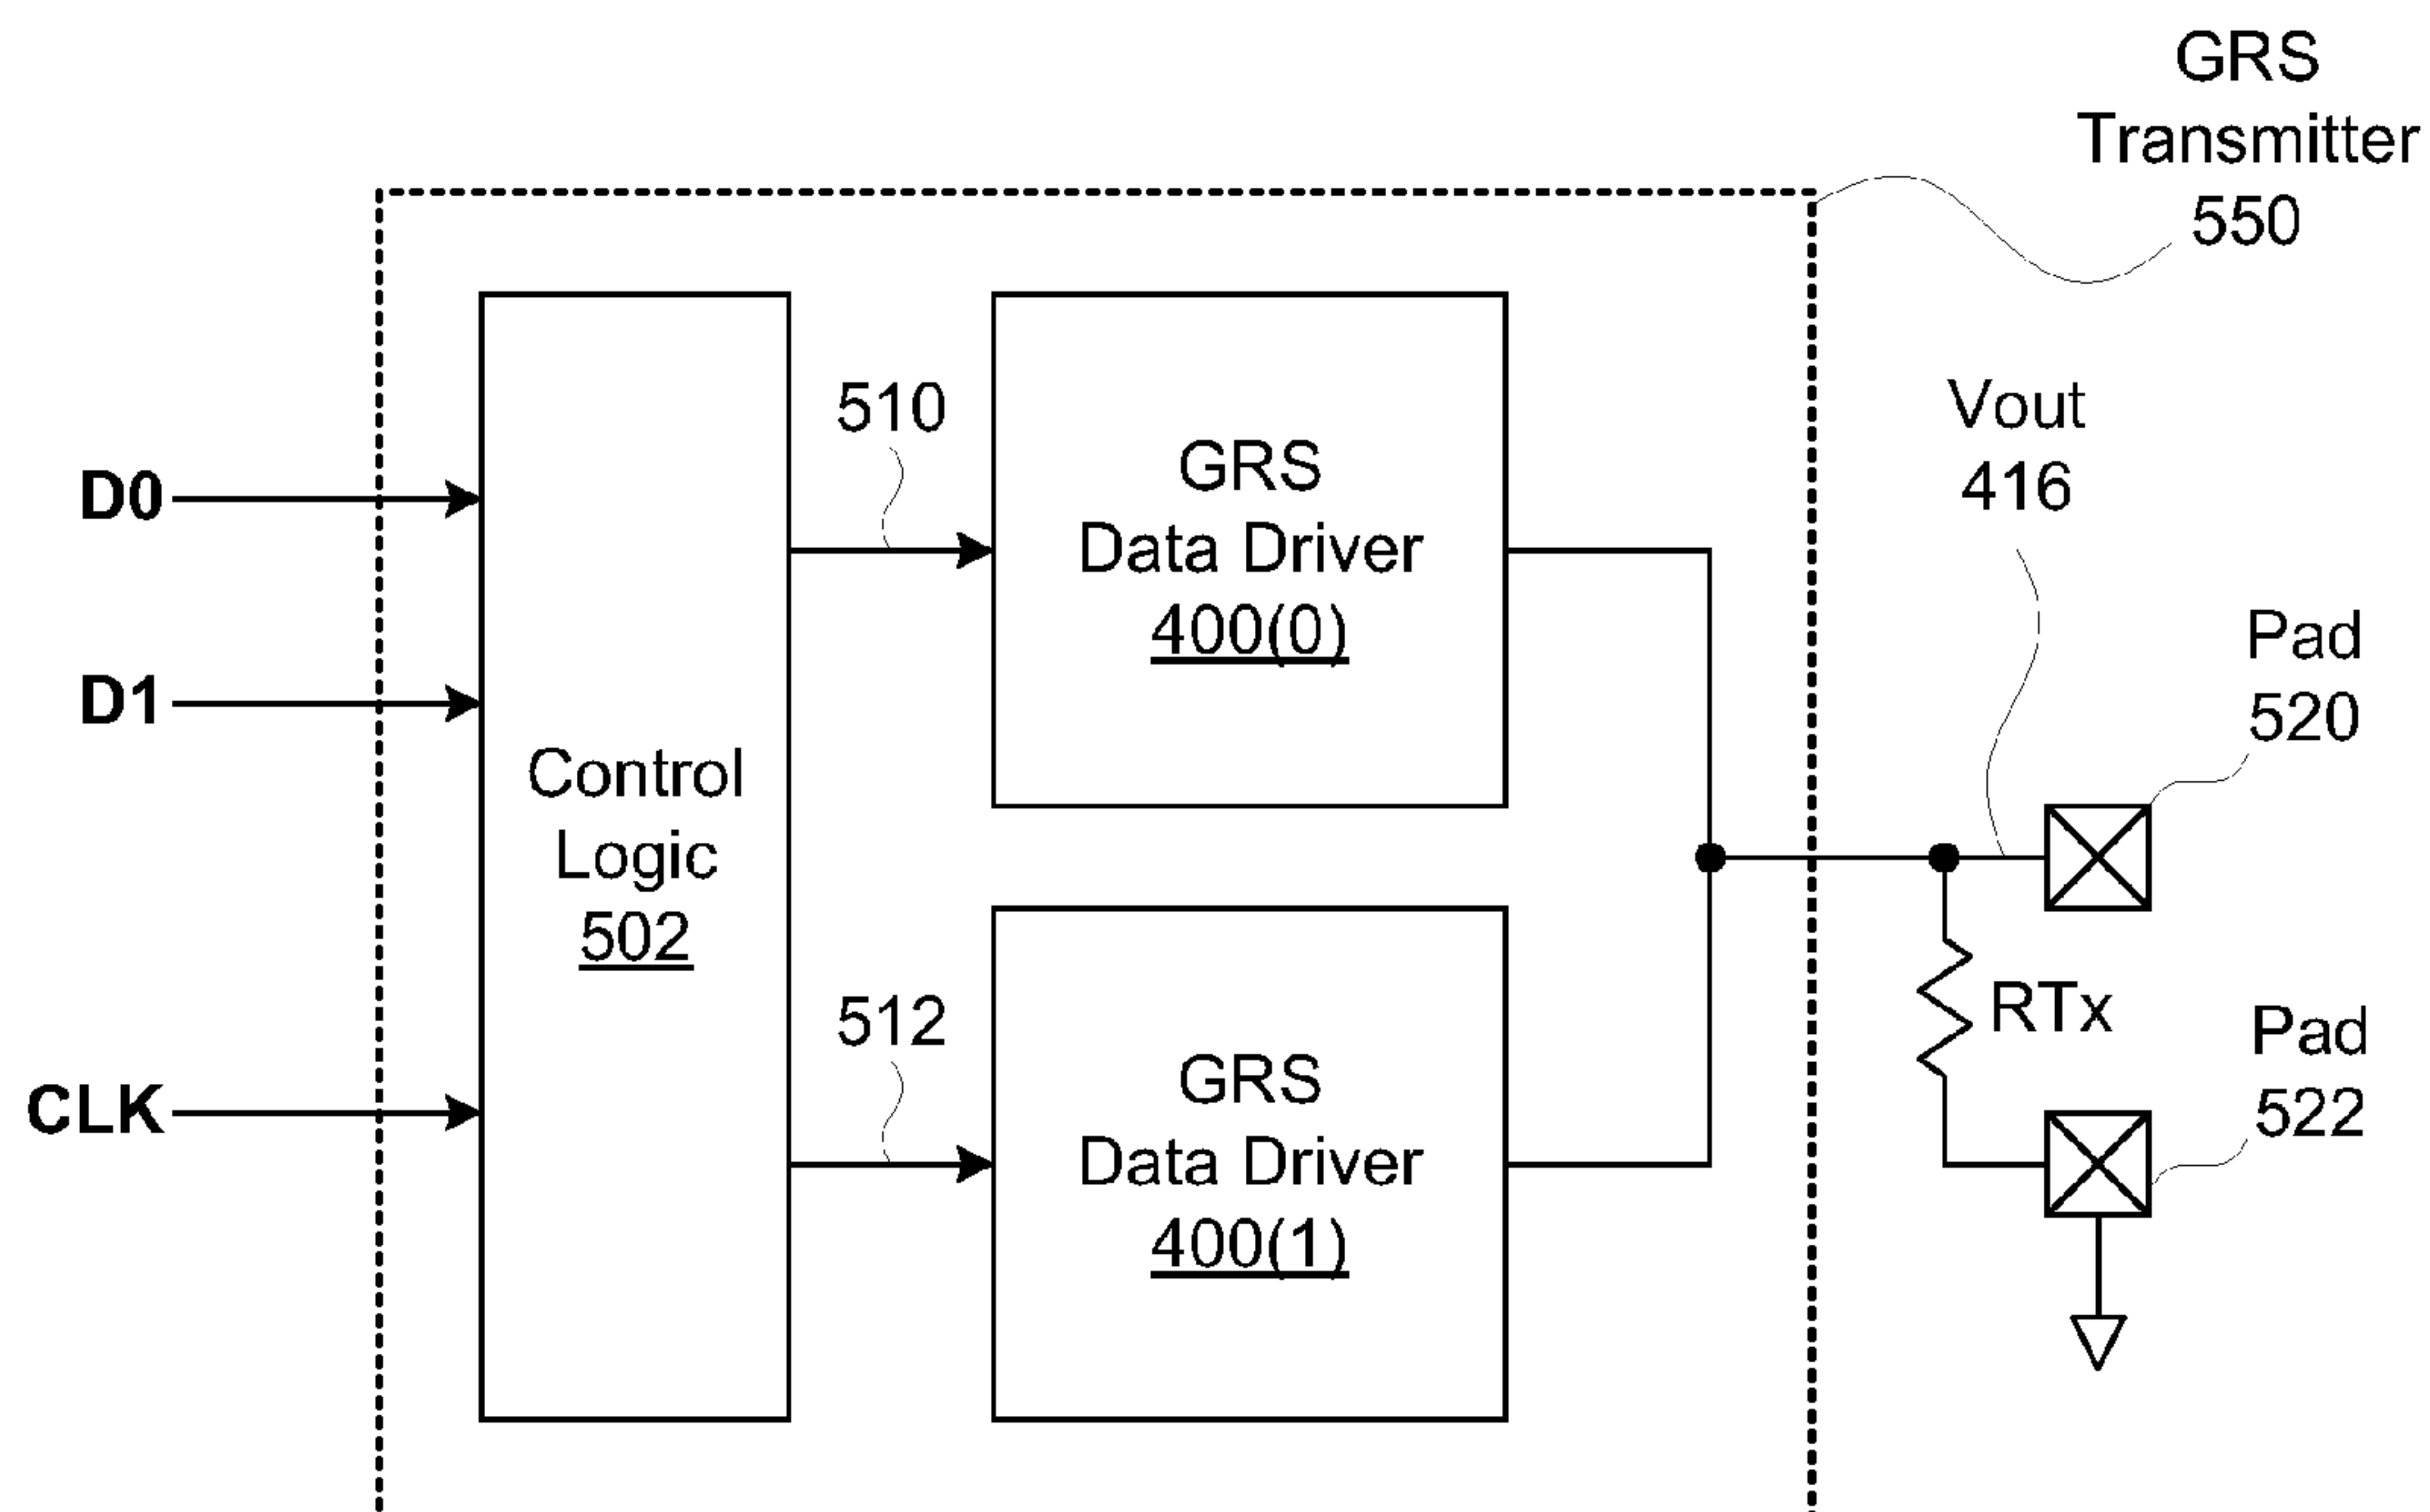 GRS
Transmitter
550
D0
D1
CLK
Control
Logic
502
510
512
GRS
Data Driver
400(0)
GRS
Data Driver
400(1)
Vout
416
Pad
520
RTx
Pad
522